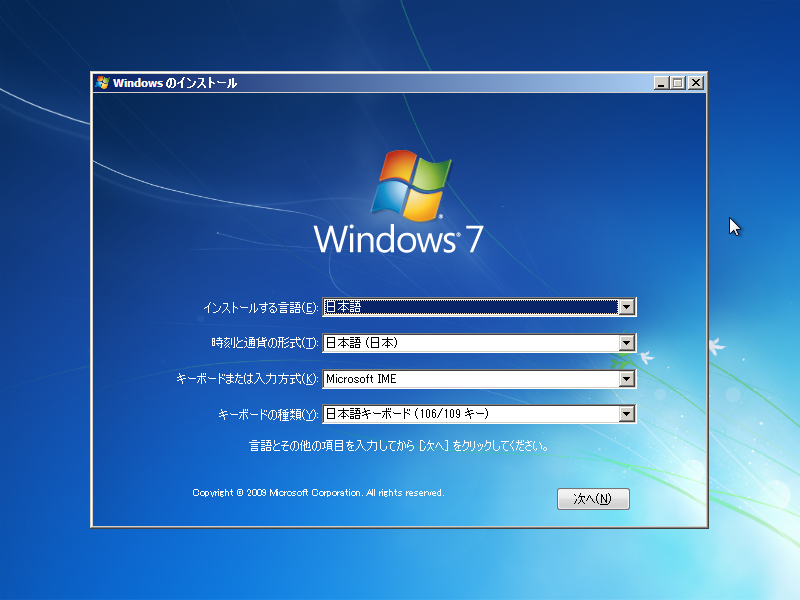 Windows のインストール
Windows® 7
インストールする言語(E): 日本語
時刻と通貨の形式(T): 日本語 (日本)
キーボードまたは入力方式(K): Microsoft IME
キーボードの種類(Y): 日本語キーボード (106/109 キー)
言語とその他の項目を入力してから [次へ] をクリックしてください。
Copyright © 2009 Microsoft Corporation. All rights reserved.
次へ(N)